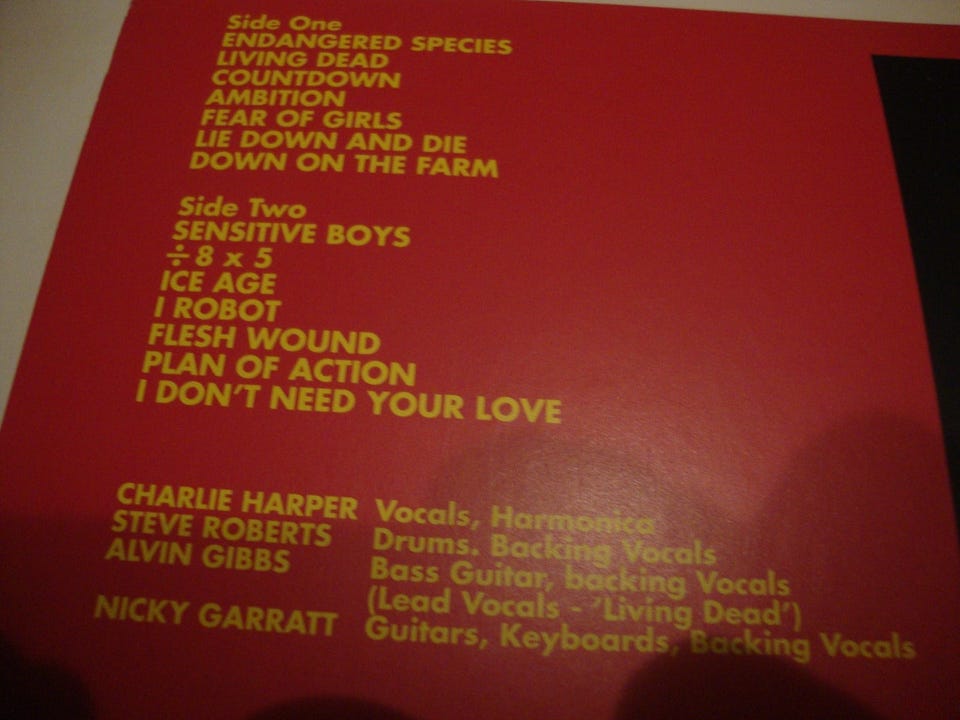 Side One
ENDANGERED SPECIES
LIVING DEAD
COUNTDOWN
AMBITION
FEAR OF GIRLS
LIE DOWN AND DIE
DOWN ON THE FARM
Side Two
SENSITIVE BOYS
÷8 x 5
ICE AGE
I ROBOT
FLESH WOUND
PLAN OF ACTION
I DON'T NEED YOUR LOVE
CHARLIE HARPER Vocals, Harmonica
STEVE ROBERTS Drums. Backing Vocals
ALVIN GIBBS Bass Guitar, backing Vocals
(Lead Vocals - 'Living Dead')
NICKY GARRATT Guitars, Keyboards, Backing Vocals